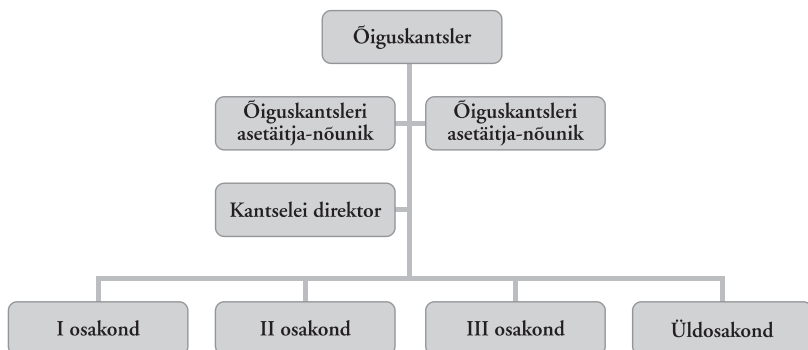 Õiguskantsler
Õiguskantsleri
asetäitja-nõunik
Õiguskantsleri
asetäitja-nõunik
Kantselei direktor
I osakond
II osakond
III osakond
Üldosakond